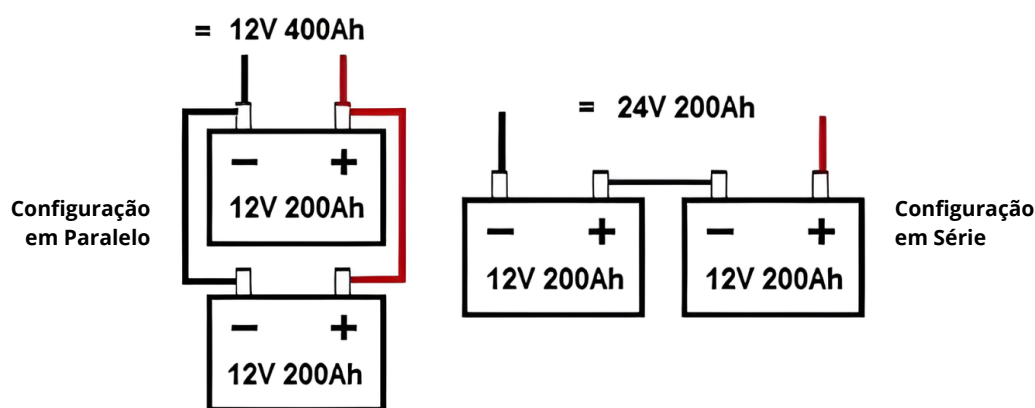 = 12V 400Ah
- +
12V 200Ah
Configuração
em Paralelo
- +
12V 200Ah
= 24V 200Ah
- +
12V 200Ah
- +
12V 200Ah
Configuração
em Série